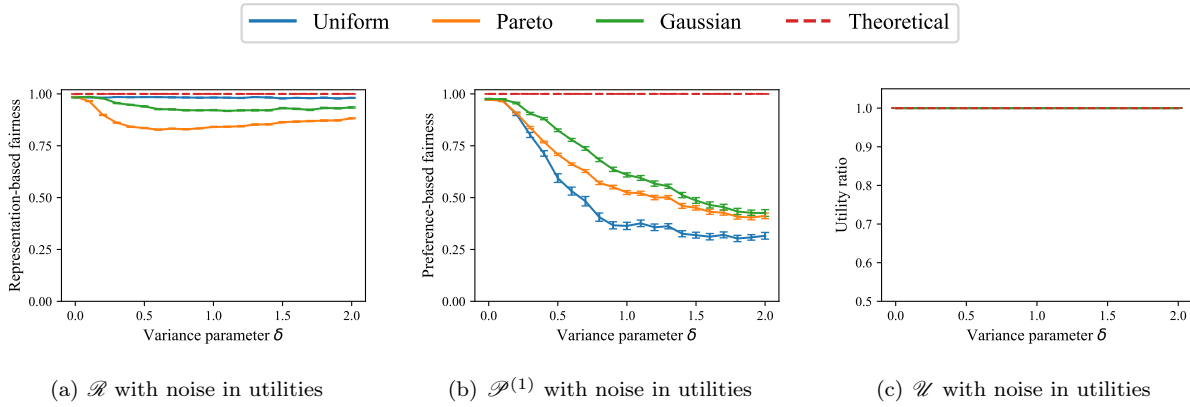 Uniform Pareto Gaussian Theoretical
Representation-based fairness
1.00
0.75
0.50
0.25
0.00
0.0 0.5 1.0 1.5 2.0
Variance parameter δ
(a) ℛ with noise in utilities
Preference-based fairness
1.00
0.75
0.50
0.25
0.00
0.0 0.5 1.0 1.5 2.0
Variance parameter δ
(b) 𝒫⁽¹⁾ with noise in utilities
Utility ratio
1.0
0.9
0.8
0.7
0.6
0.5
0.0 0.5 1.0 1.5 2.0
Variance parameter δ
(c) 𝒰 with noise in utilities